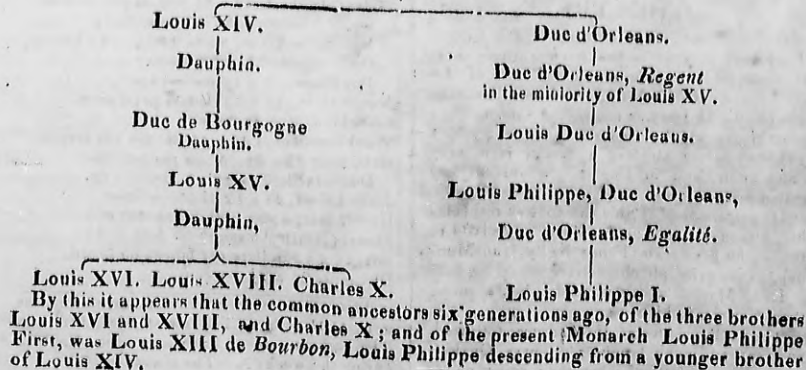 Louis XIV.
Dauphin.
Duc de Bourgogne
Dauphin.
Louis XV.
Dauphin,
Louis XVI. Louis XVIII. Charles X.
Duc d'Orleans.
Duc d'Orleans, Regent
in the miniority of Louis XV.
Louis Duc d'Orleans.
Louis Philippe, Duc d'Orleans,
Duc d'Orleans, Egalité.
Louis Philippe I.
By this it appears that the common ancestors six generations ago, of the three brothers
Louis XVI and XVIII, and Charles X; and of the present Monarch Louis Philippe
First, was Louis XIII de Bourbon, Louis Philippe descending from a younger brother
of Louis XIV.